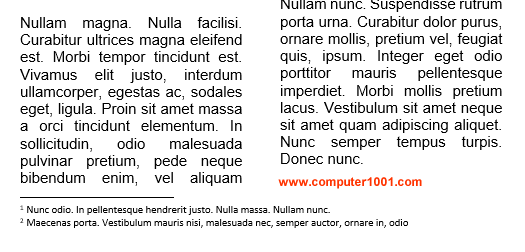 Nullam magna. Nulla facilisi.
Curabitur ultrices magna eleifend
est. Morbi tempor tincidunt est.
Vivamus elit justo, interdum
ullamcorper, egestas ac, sodales
eget, ligula. Proin sit amet massa
a orci tincidunt elementum. In
sollicitudin, odio malesuada
pulvinar pretium, pede neque
bibendum enim, vel aliquam
Nullam nunc. Suspendisse rutrum
porta urna. Curabitur dolor purus,
ornare mollis, pretium vel, feugiat
quis, ipsum. Integer eget odio
porttitor mauris pellentesque
imperdiet. Morbi mollis pretium
lacus. Vestibulum sit amet neque
sit amet quam adipiscing aliquet.
Nunc semper tempus turpis.
Donec nunc.
www.computer1001.com
¹ Nunc odio. In pellentesque hendrerit justo. Nulla massa. Nullam nunc.
² Maecenas porta. Vestibulum mauris nisi, malesuada nec, semper auctor, ornare in, odio